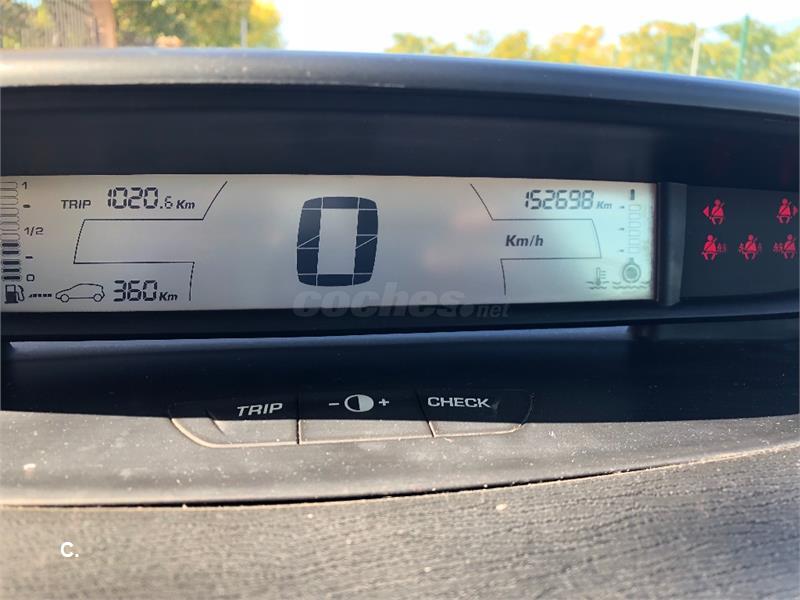 1
TRIP 1020.6 Km
152698 Km
0
1/2
Km/h
0
360 Km
coches.net
TRIP
- +
CHECK
C.